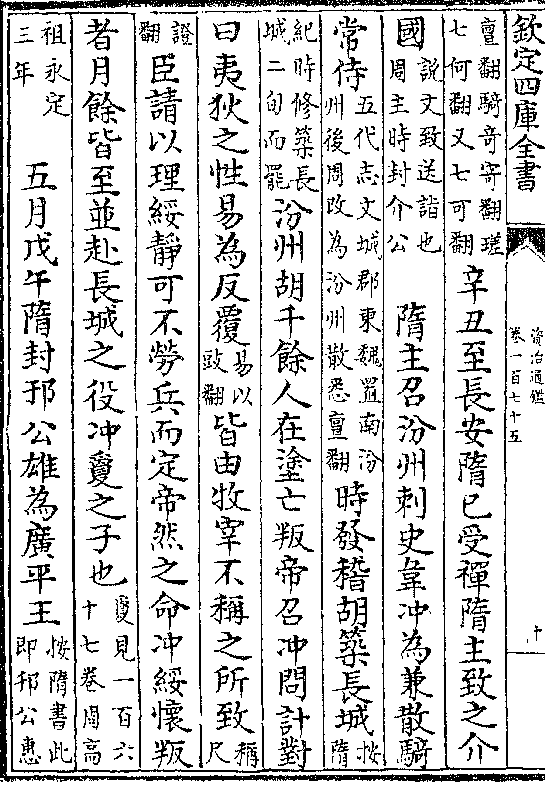 欽定四庫全書
資治通鑑
卷一百七十五
十
亶翻騎竒寄翻瑳
七何翻又七可翻
辛丑至長安隋已受禪隋主致之介
國
說文致送詣也
周主時封介公
隋主召汾州刺史韋冲為兼散騎
常侍
五代志文城郡東魏置南汾
州後周改為汾州散悉亶翻
時發稽胡築長城
按
隋
紀時修築長
城二旬而罷
汾州胡千餘人在塗亡叛帝召冲問計對
曰夷狄之性易為反覆
易以
豉翻
皆由牧宰不稱之所致
稱
尺
證
翻
臣請以理綏靜可不勞兵而定帝然之命冲綏懷叛
者月餘皆至並赴長城之役冲夐之子也
夐見一百六
十七卷周高
祖永定
三年
五月戊午隋封邗公雄為廣平王
按隋書此
即邗公惠